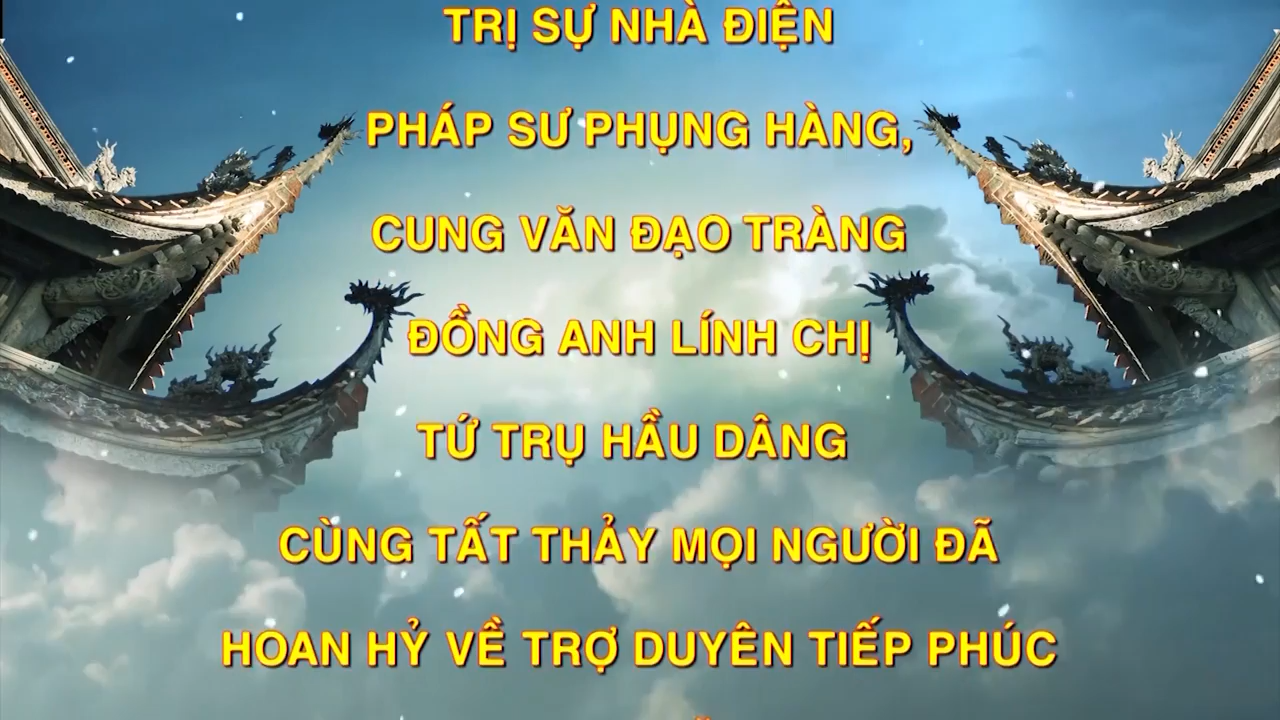 TRỊ SỰ NHÀ ĐIỆN
PHÁP SƯ PHỤNG HÀNG,
CUNG VĂN ĐẠO TRÀNG
ĐỒNG ANH LÍNH CHỊ
TỨ TRỤ HẦU DÂNG
CÙNG TẤT THẢY MỌI NGƯỜI ĐÃ
HOAN HỶ VỀ TRỢ DUYÊN TIẾP PHÚC